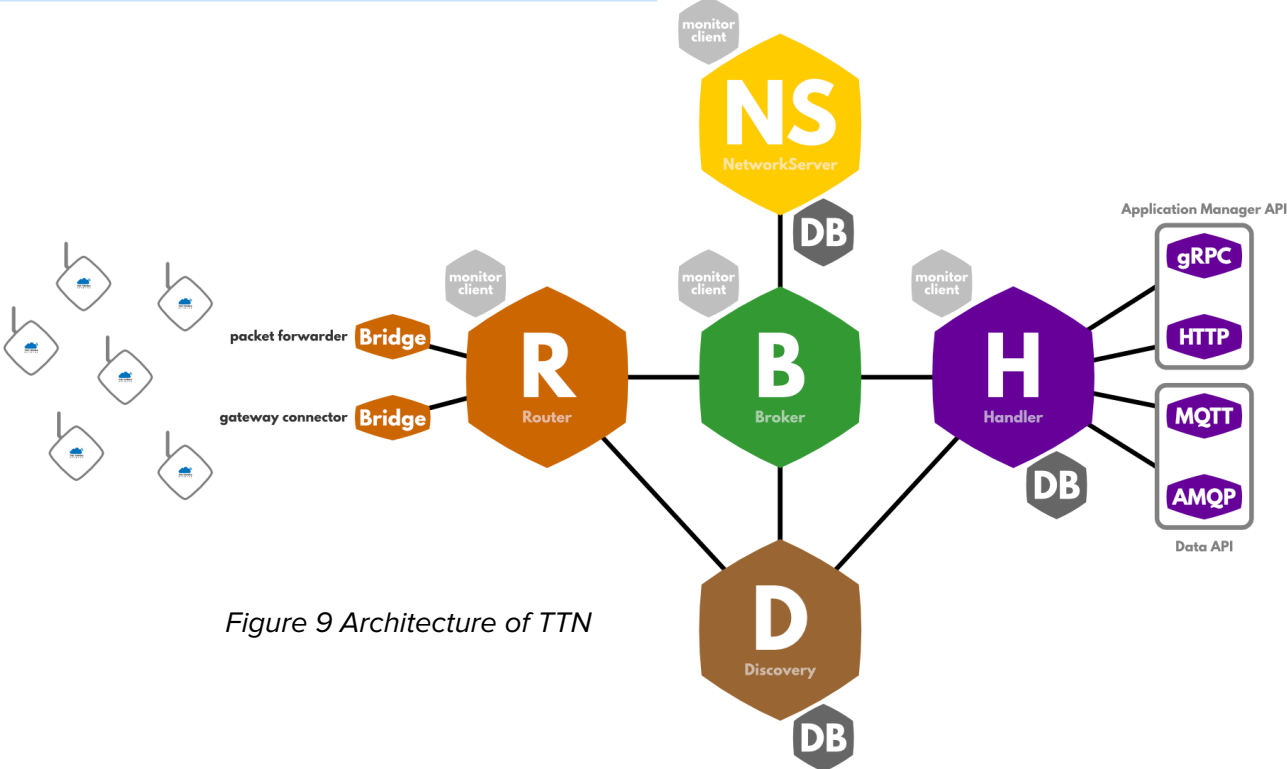 monitor
client
NS
NetworkServer
DB
Application Manager API
gRPC
HTTP
monitor
client
monitor
client
monitor
client
packet forwarder
Bridge
gateway connector
Bridge
R
Router
B
Broker
H
Handler
DB
MQTT
AMQP
Data API
D
Discovery
DB
Figure 9 Architecture of TTN